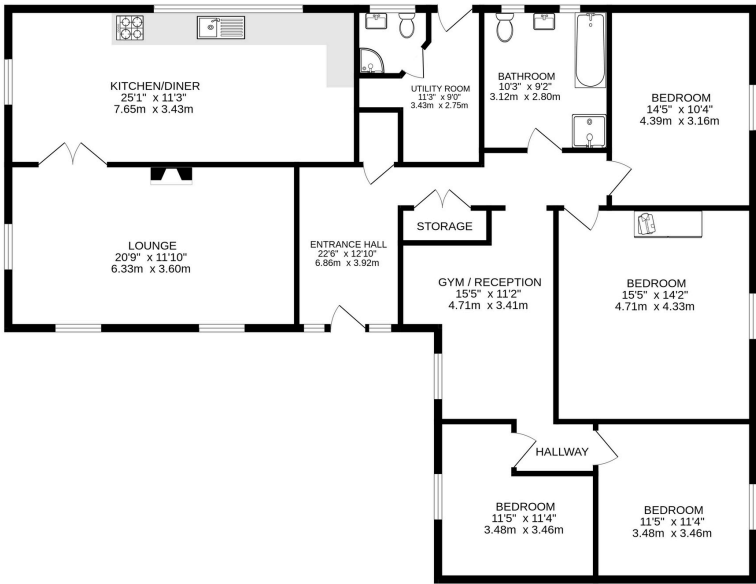 KITCHEN/DINER
25'1" x 11'3"
7.65m x 3.43m
UTILITY ROOM
11'3" x 9'0"
3.43m x 2.75m
BATHROOM
10'3" x 9'2"
3.12m x 2.80m
BEDROOM
14'5" x 10'4"
4.39m x 3.16m
LOUNGE
20'9" x 11'10"
6.33m x 3.60m
ENTRANCE HALL
22'6" x 12'10"
6.86m x 3.92m
STORAGE
GYM / RECEPTION
15'5" x 11'2"
4.71m x 3.41m
BEDROOM
15'5" x 14'2"
4.71m x 4.33m
HALLWAY
BEDROOM
11'5" x 11'4"
3.48m x 3.46m
BEDROOM
11'5" x 11'4"
3.48m x 3.46m